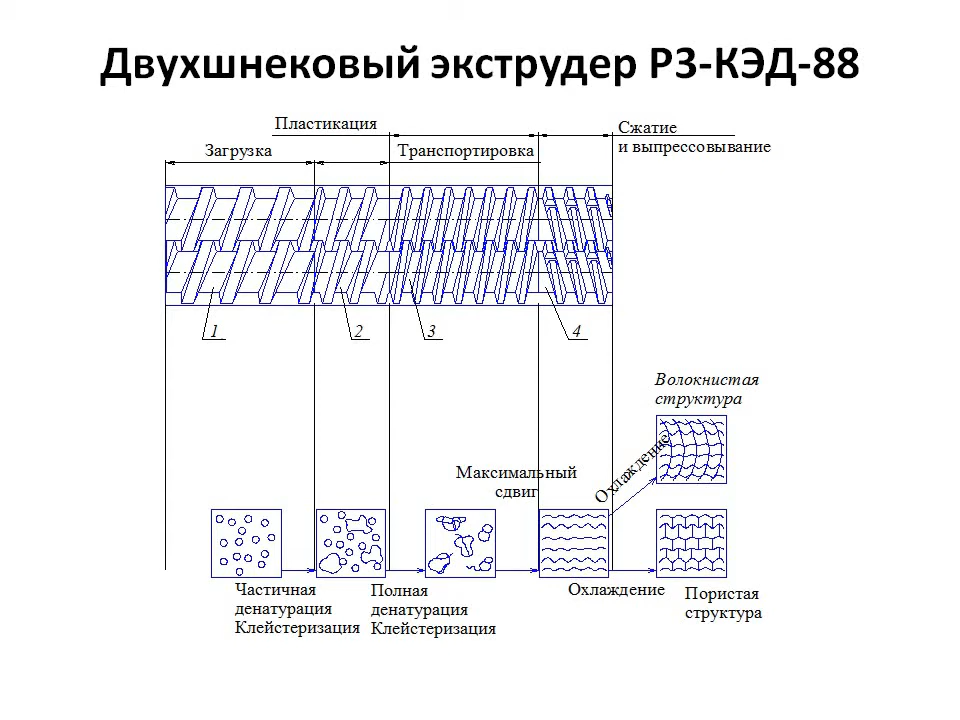 Двухшнековый экструдер РЗ-КЭД-88
Пластикация
Сжатие
и выпрессовывание
Загрузка
Транспортировка
1
2
3
4
Волокнистая
структура
Охлаждение
Максимальный
сдвиг
Частичная
денатурация
Клейстеризация
Полная
денатурация
Клейстеризация
Охлаждение
Пористая
структура